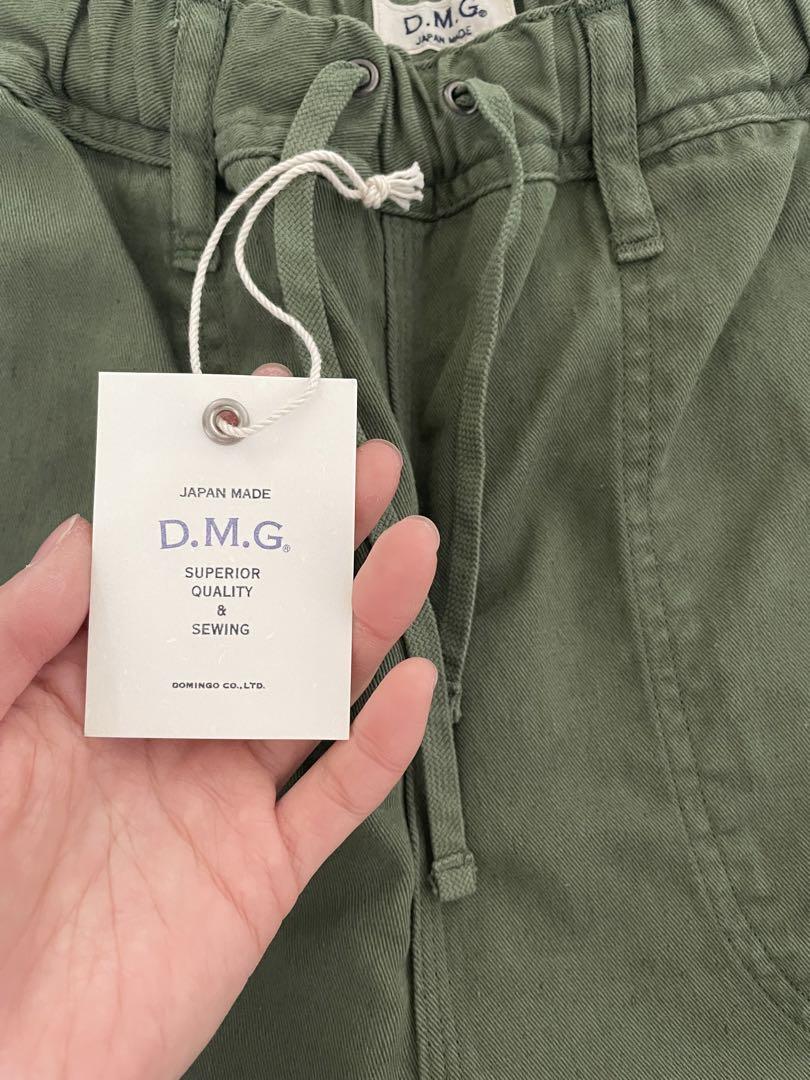 D.M.G®
JAPAN MADE
JAPAN MADE
D.M.G®
SUPERIOR
QUALITY
&
SEWING
DOMINGO CO.,LTD.